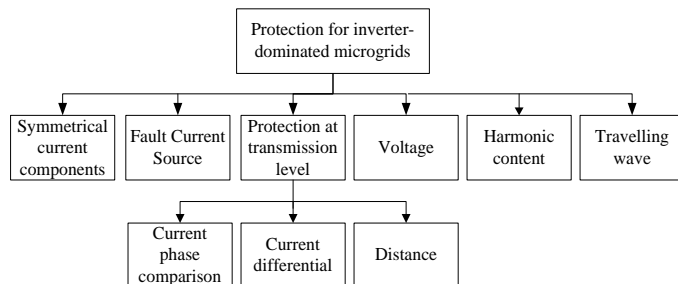 Protection for inverter-
dominated microgrids
Symmetrical
current
components
Fault Current
Source
Protection at
transmission
level
Voltage
Harmonic
content
Travelling
wave
Current
phase
comparison
Current
differential
Distance